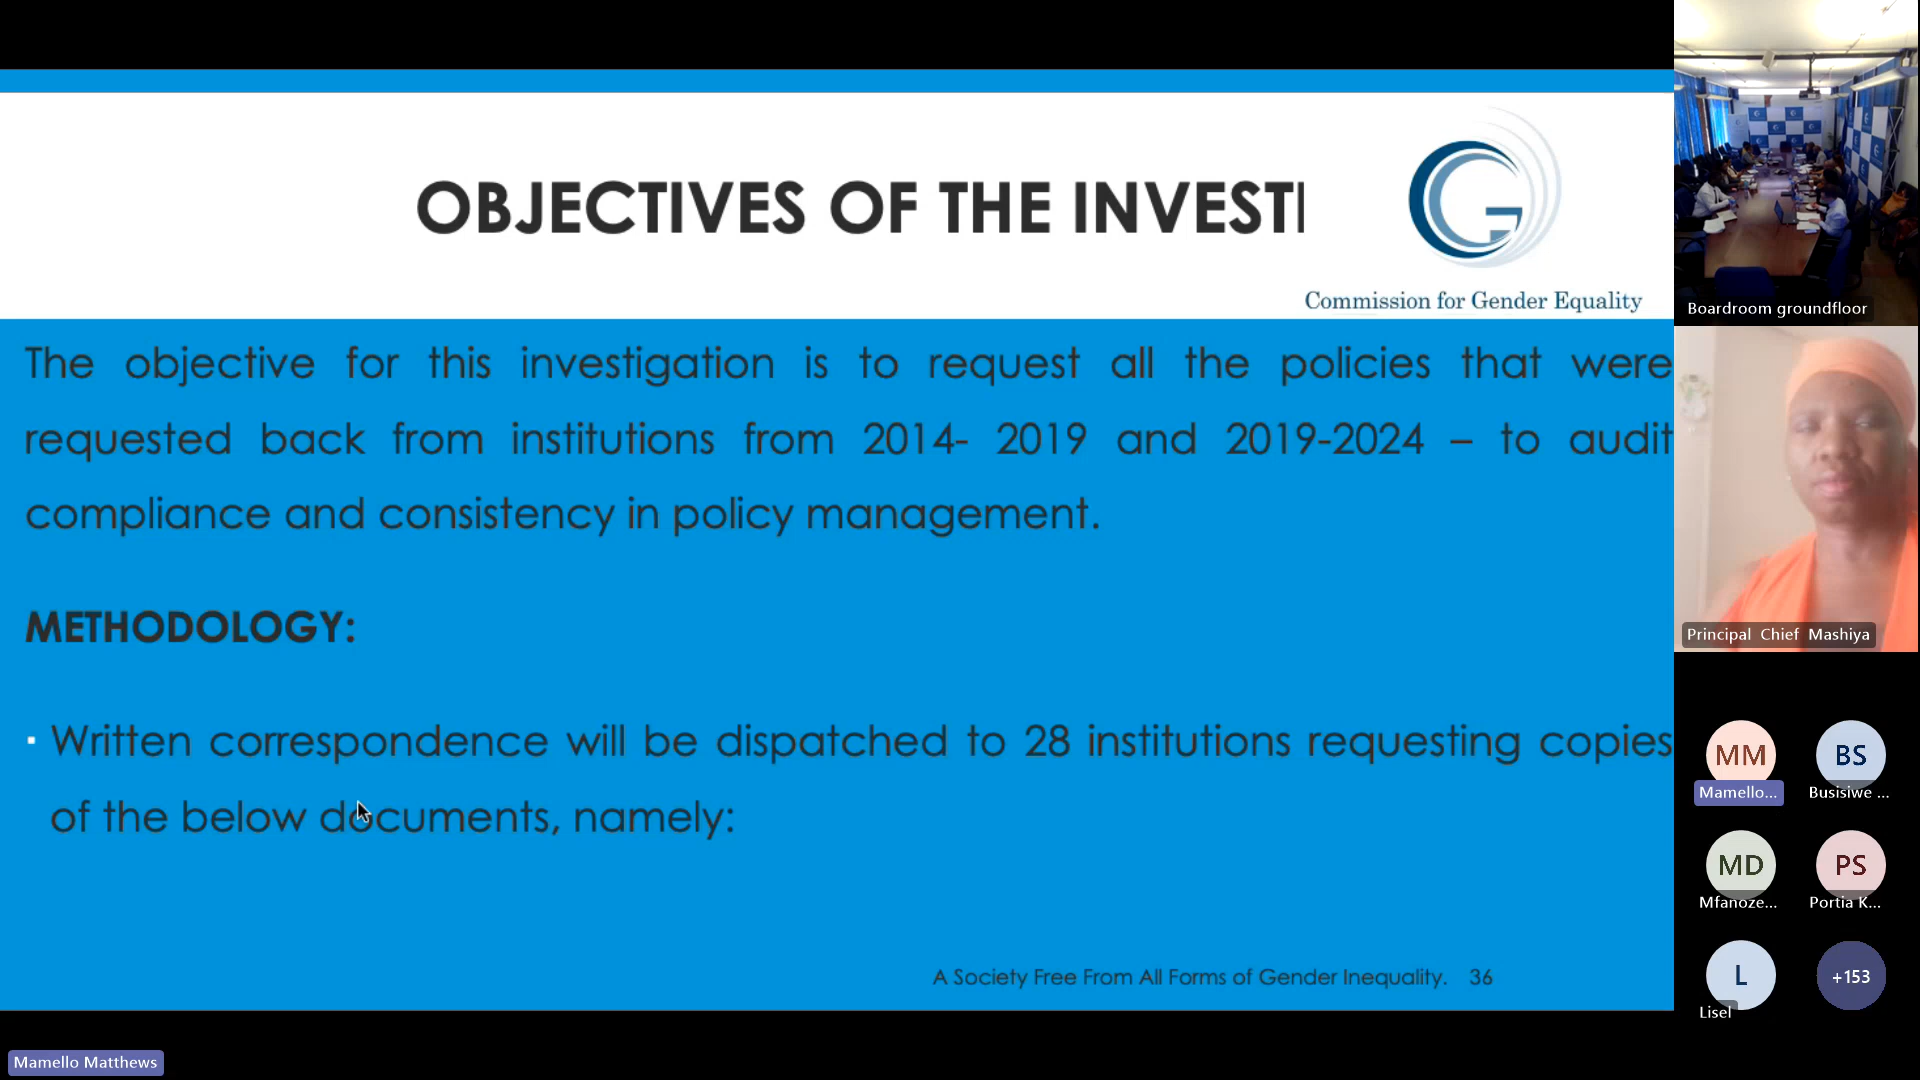 OBJECTIVES OF THE INVESTI
Commission for Gender Equality
The objective for this investigation is to request all the policies that were
requested back from institutions from 2014- 2019 and 2019-2024 – to audit
compliance and consistency in policy management.
METHODOLOGY:
▪ Written correspondence will be dispatched to 28 institutions requesting copies
of the below documents, namely:
A Society Free From All Forms of Gender Inequality. 36
Mamello Matthews
Boardroom groundfloor
Principal Chief Mashiya
MM
Mamello...
BS
Busisiwe ...
MD
Mfanoze...
PS
Portia K...
L
Lisel
+153